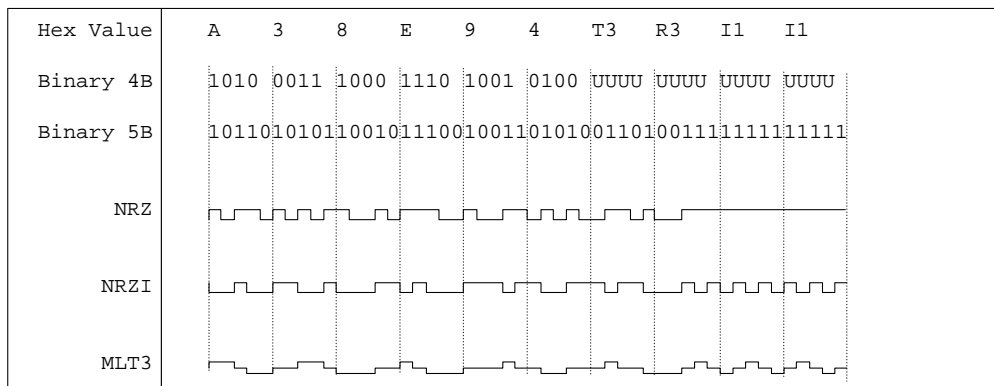 Hex Value A 3 8 E 9 4 T3 R3 I1 I1
Binary 4B 1010 0011 1000 1110 1001 0100 UUUU UUUU UUUU UUUU
Binary 5B 10110101011001011100100110101001101001111111111111
NRZ
NRZI
MLT3